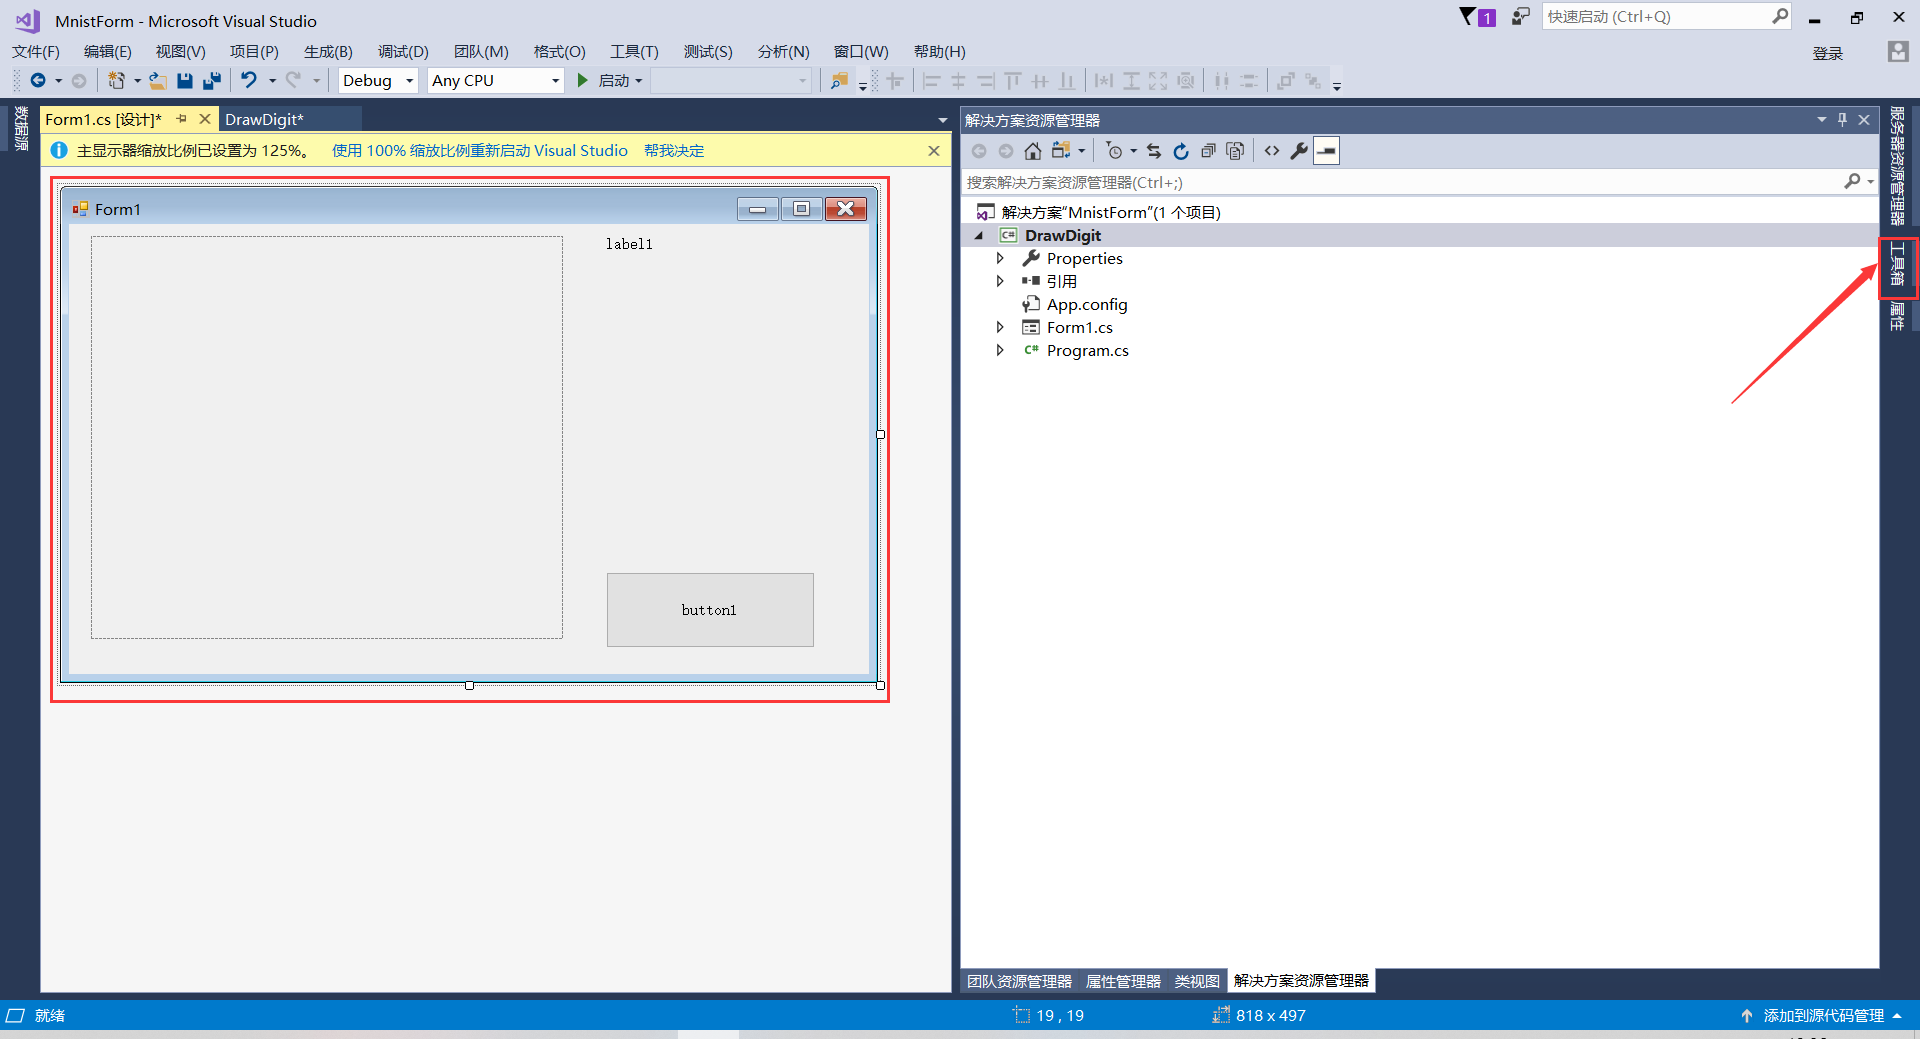 MnistForm - Microsoft Visual Studio
1
快速启动 (Ctrl+Q)
文件(F) 编辑(E) 视图(V) 项目(P) 生成(B) 调试(D) 团队(M) 格式(O) 工具(T) 测试(S) 分析(N) 窗口(W) 帮助(H)
登录
Debug Any CPU 启动
数据源
Form1.cs [设计]* DrawDigit*
主显示器缩放比例已设置为 125%。 使用 100% 缩放比例重新启动 Visual Studio 帮我决定
Form1
label1
button1
解决方案资源管理器
搜索解决方案资源管理器(Ctrl+;)
解决方案“MnistForm”(1 个项目)
C# DrawDigit
Properties
引用
App.config
Form1.cs
C# Program.cs
团队资源管理器 属性管理器 类视图 解决方案资源管理器
服务器资源管理器
工具箱
属性
就绪
19 , 19
818 x 497
添加到源代码管理